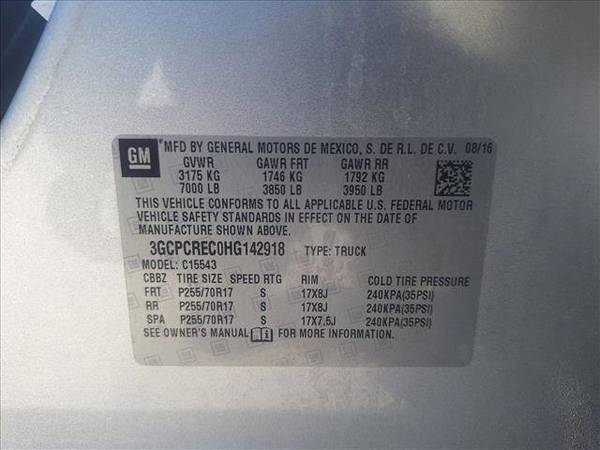 GM
MFD BY GENERAL MOTORS DE MEXICO, S. DE R.L. DE C.V. 08/16
GVWR GAWR FRT GAWR RR
3175 KG 1746 KG 1792 KG
7000 LB 3850 LB 3950 LB
THIS VEHICLE CONFORMS TO ALL APPLICABLE U.S. FEDERAL MOTOR
VEHICLE SAFETY STANDARDS IN EFFECT ON THE DATE OF
MANUFACTURE SHOWN ABOVE.
3GCPCREC0HG142918 TYPE: TRUCK
MODEL: C15543
CBBZ TIRE SIZE SPEED RTG RIM COLD TIRE PRESSURE
FRT P255/70R17 S 17X8J 240KPA(35PSI)
RR P255/70R17 S 17X8J 240KPA(35PSI)
SPA P255/70R17 S 17X7.5J 240KPA(35PSI)
SEE OWNER'S MANUAL FOR MORE INFORMATION.